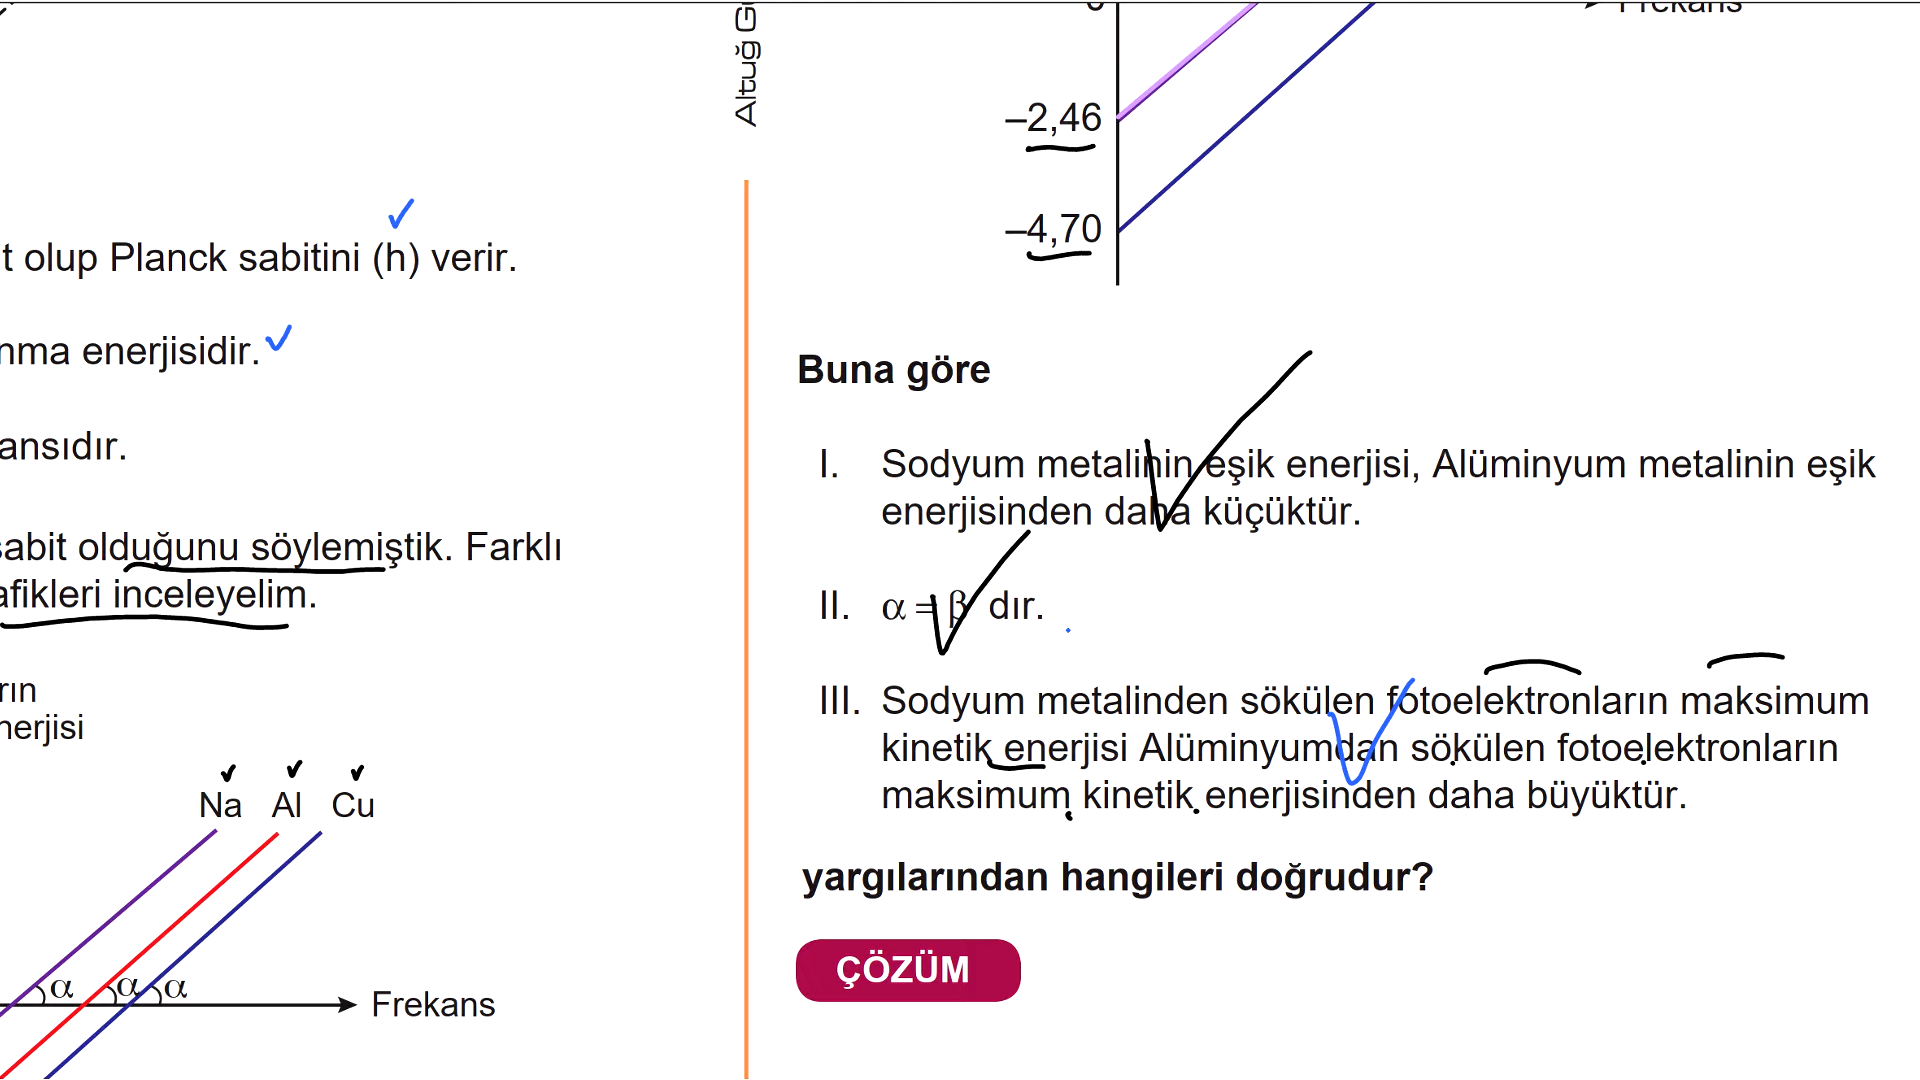 t olup Planck sabitini (h) verir.
nma enerjisidir.
ansıdır.
sabit olduğunu söylemiştik. Farklı
afikleri inceleyelim.
rın
nerjisi
Na Al Cu
α α α
Frekans
Altuğ G
0
Frekans
–2,46
–4,70
Buna göre
I. Sodyum metalinin eşik enerjisi, Alüminyum metalinin eşik
enerjisinden daha küçüktür.
II. α = β dır.
III. Sodyum metalinden sökülen fotoelektronların maksimum
kinetik enerjisi Alüminyumdan sökülen fotoelektronların
maksimum kinetik enerjisinden daha büyüktür.
yargılarından hangileri doğrudur?
ÇÖZÜM